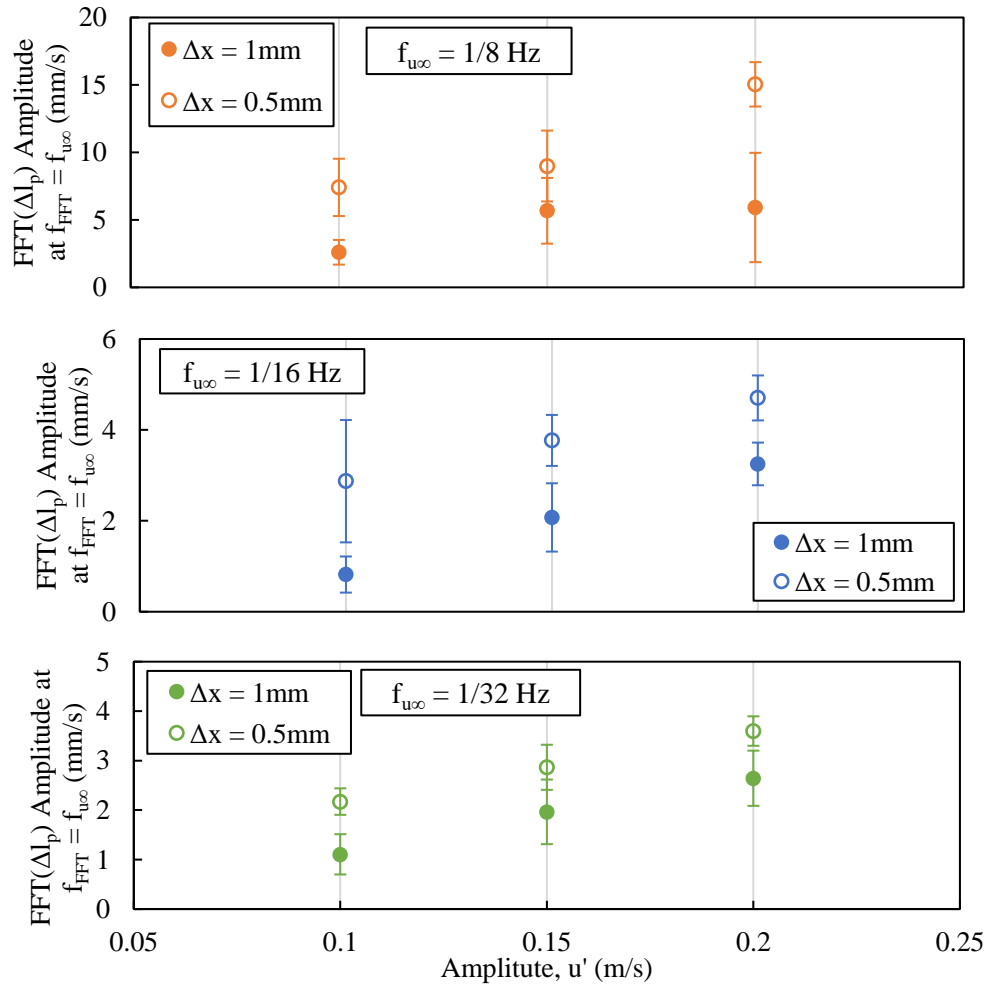 FFT(Δl_p) Amplitude
at f_FFT = f_u∞ (mm/s)
20
15
10
5
0
Δx = 1mm
Δx = 0.5mm
f_u∞ = 1/8 Hz
FFT(Δl_p) Amplitude
at f_FFT = f_u∞ (mm/s)
6
4
2
0
f_u∞ = 1/16 Hz
Δx = 1mm
Δx = 0.5mm
FFT(Δl_p) Amplitude at
f_FFT = f_u∞ (mm/s)
5
4
3
2
1
0
Δx = 1mm
Δx = 0.5mm
f_u∞ = 1/32 Hz
0.05 0.1 0.15 0.2 0.25
Amplitute, u' (m/s)